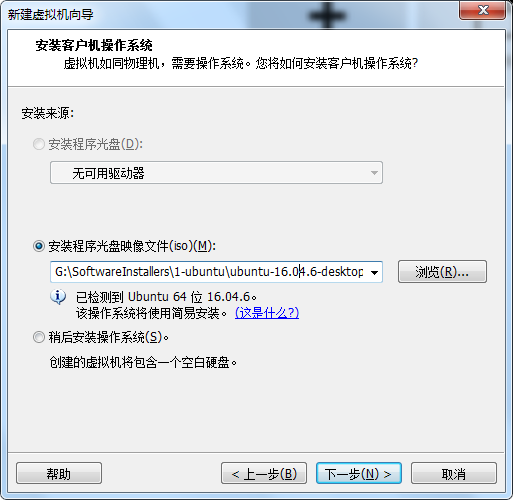 新建虚拟机向导
安装客户机操作系统
虚拟机如同物理机，需要操作系统。您将如何安装客户机操作系统?
安装来源:
安装程序光盘(D):
无可用驱动器
安装程序光盘映像文件(iso)(M):
G:\SoftwareInstallers\1-ubuntu\ubuntu-16.04.6-desktop
浏览(R)...
已检测到 Ubuntu 64 位 16.04.6。
该操作系统将使用简易安装。(这是什么?)
稍后安装操作系统(S)。
创建的虚拟机将包含一个空白硬盘。
帮助
< 上一步(B)
下一步(N) >
取消